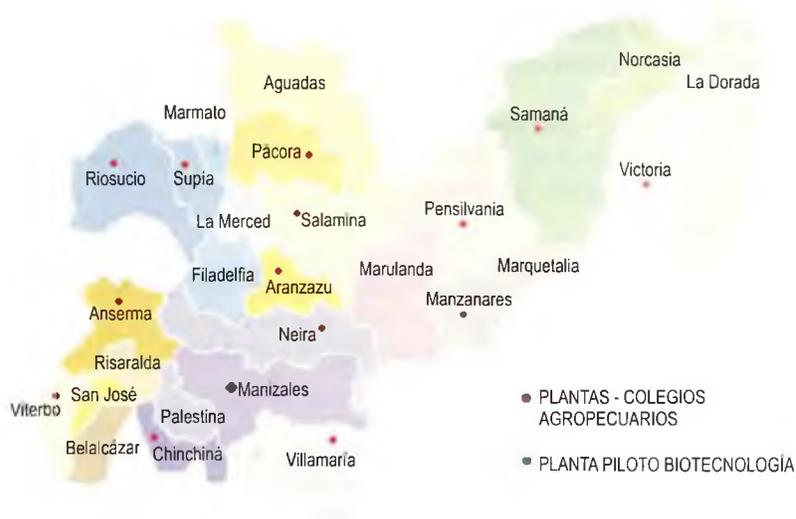 Norcasia
La Dorada
Aguadas
Marmato
Samaná
Pácora
Riosucio
Supía
Victoria
Pensilvania
La Merced
Salamina
Filadelfia
Aranzazu
Marulanda
Marquetalia
Manzanares
Anserma
Neira
Risaralda
San José
Manizales
Viterbo
Palestina
Belalcázar
Chinchiná
Villamaría
PLANTAS - COLEGIOS
AGROPECUARIOS
PLANTA PILOTO BIOTECNOLOGÍA